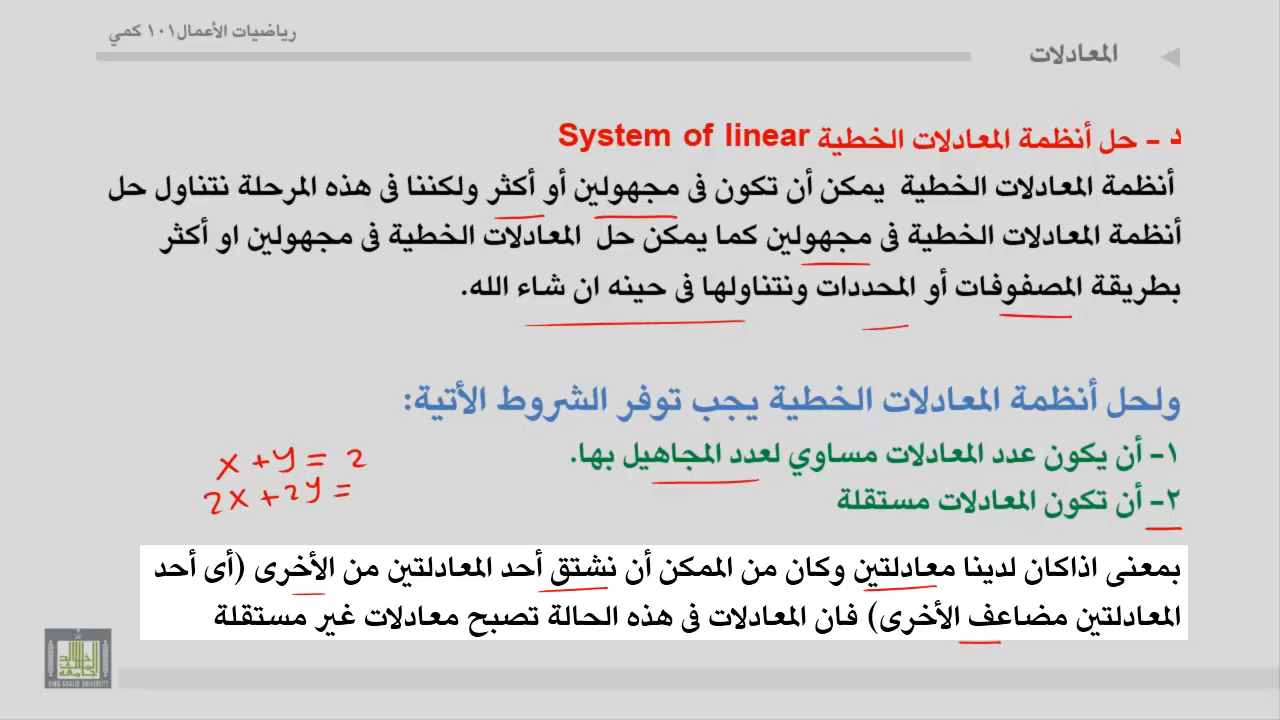 رياضيات الأعمال١٠١ كمي
المعادلات
د - حل أنظمة المعادلات الخطية System of linear
أنظمة المعادلات الخطية يمكن أن تكون فى مجهولين أو أكثر ولكننا فى هذه المرحلة نتناول حل
أنظمة المعادلات الخطية فى مجهولين كما يمكن حل المعادلات الخطية فى مجهولين او أكثر
بطريقة المصفوفات أو المحددات ونتناولها فى حينه ان شاء الله.
ولحل أنظمة المعادلات الخطية يجب توفر الشروط الأتية:
١- أن يكون عدد المعادلات مساوي لعدد المجاهيل بها.
x + y = 2
٢- أن تكون المعادلات مستقلة
2x + 2y =
بمعنى اذاكان لدينا معادلتين وكان من الممكن أن نشتق أحد المعادلتين من الأخرى (أى أحد
المعادلتين مضاعف الأخرى) فان المعادلات فى هذه الحالة تصبح معادلات غير مستقلة
KING KHALID UNIVERSITY